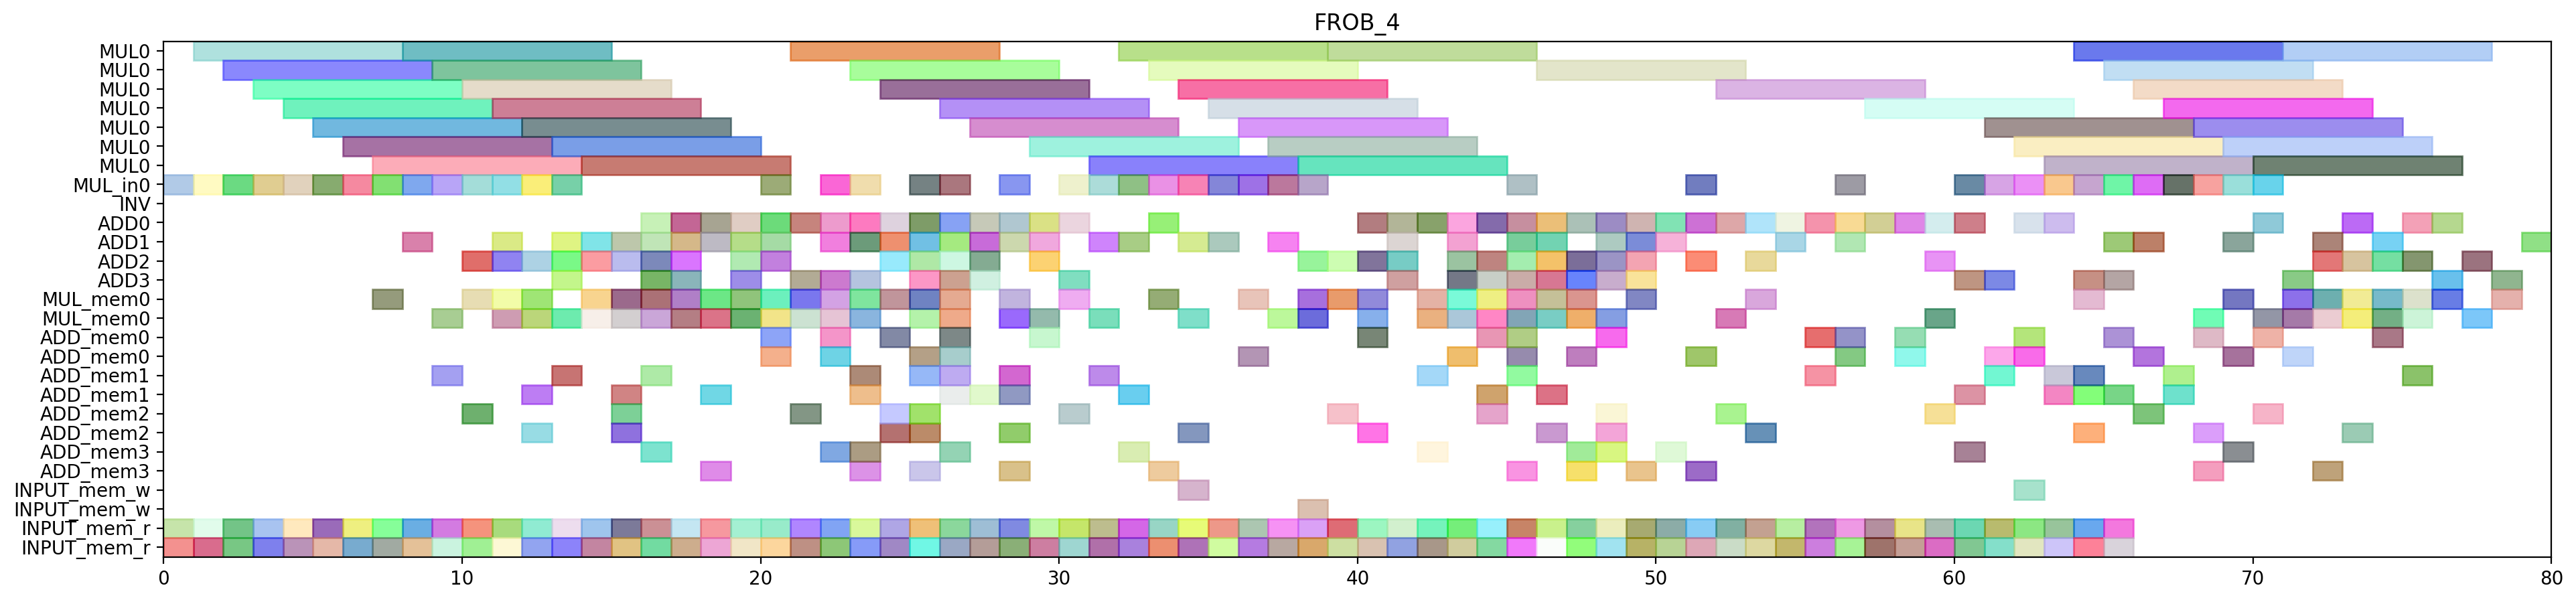 FROB_4
MUL0
MUL0
MUL0
MUL0
MUL0
MUL0
MUL0
MUL_in0
INV
ADD0
ADD1
ADD2
ADD3
MUL_mem0
MUL_mem0
ADD_mem0
ADD_mem0
ADD_mem1
ADD_mem1
ADD_mem2
ADD_mem2
ADD_mem3
ADD_mem3
INPUT_mem_w
INPUT_mem_w
INPUT_mem_r
INPUT_mem_r
0 10 20 30 40 50 60 70 80